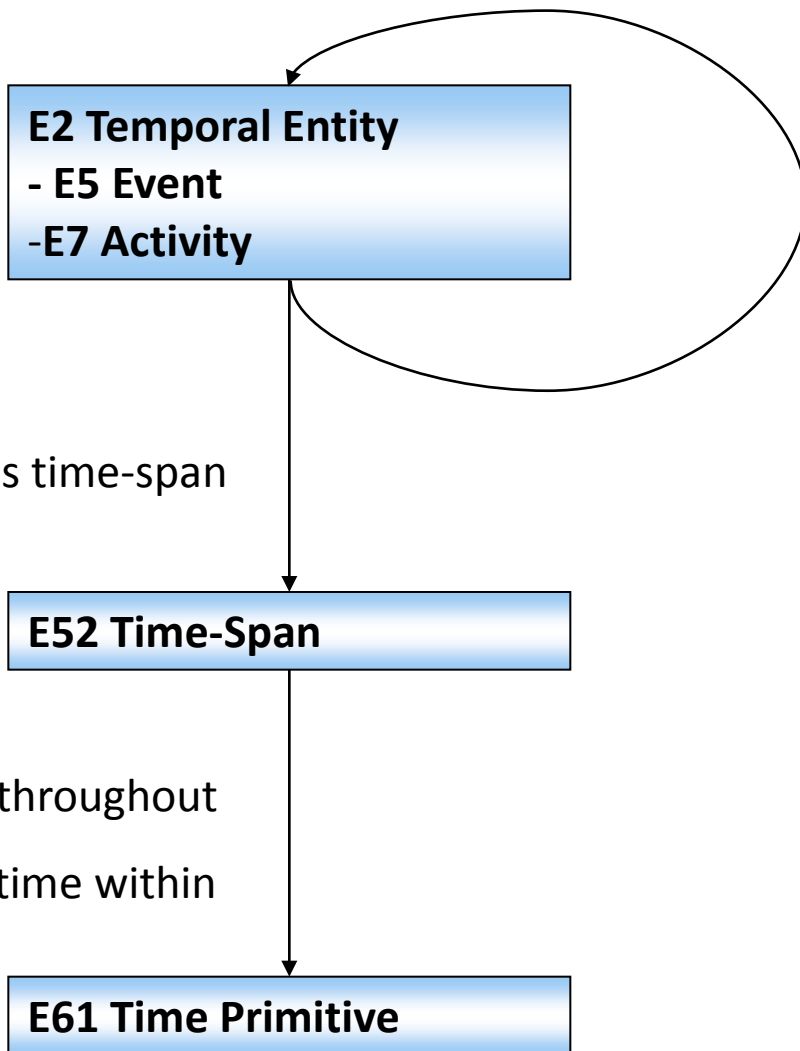 E2 Temporal Entity
- E5 Event
-E7 Activity
s time-span
E52 Time-Span
throughout
time within
E61 Time Primitive